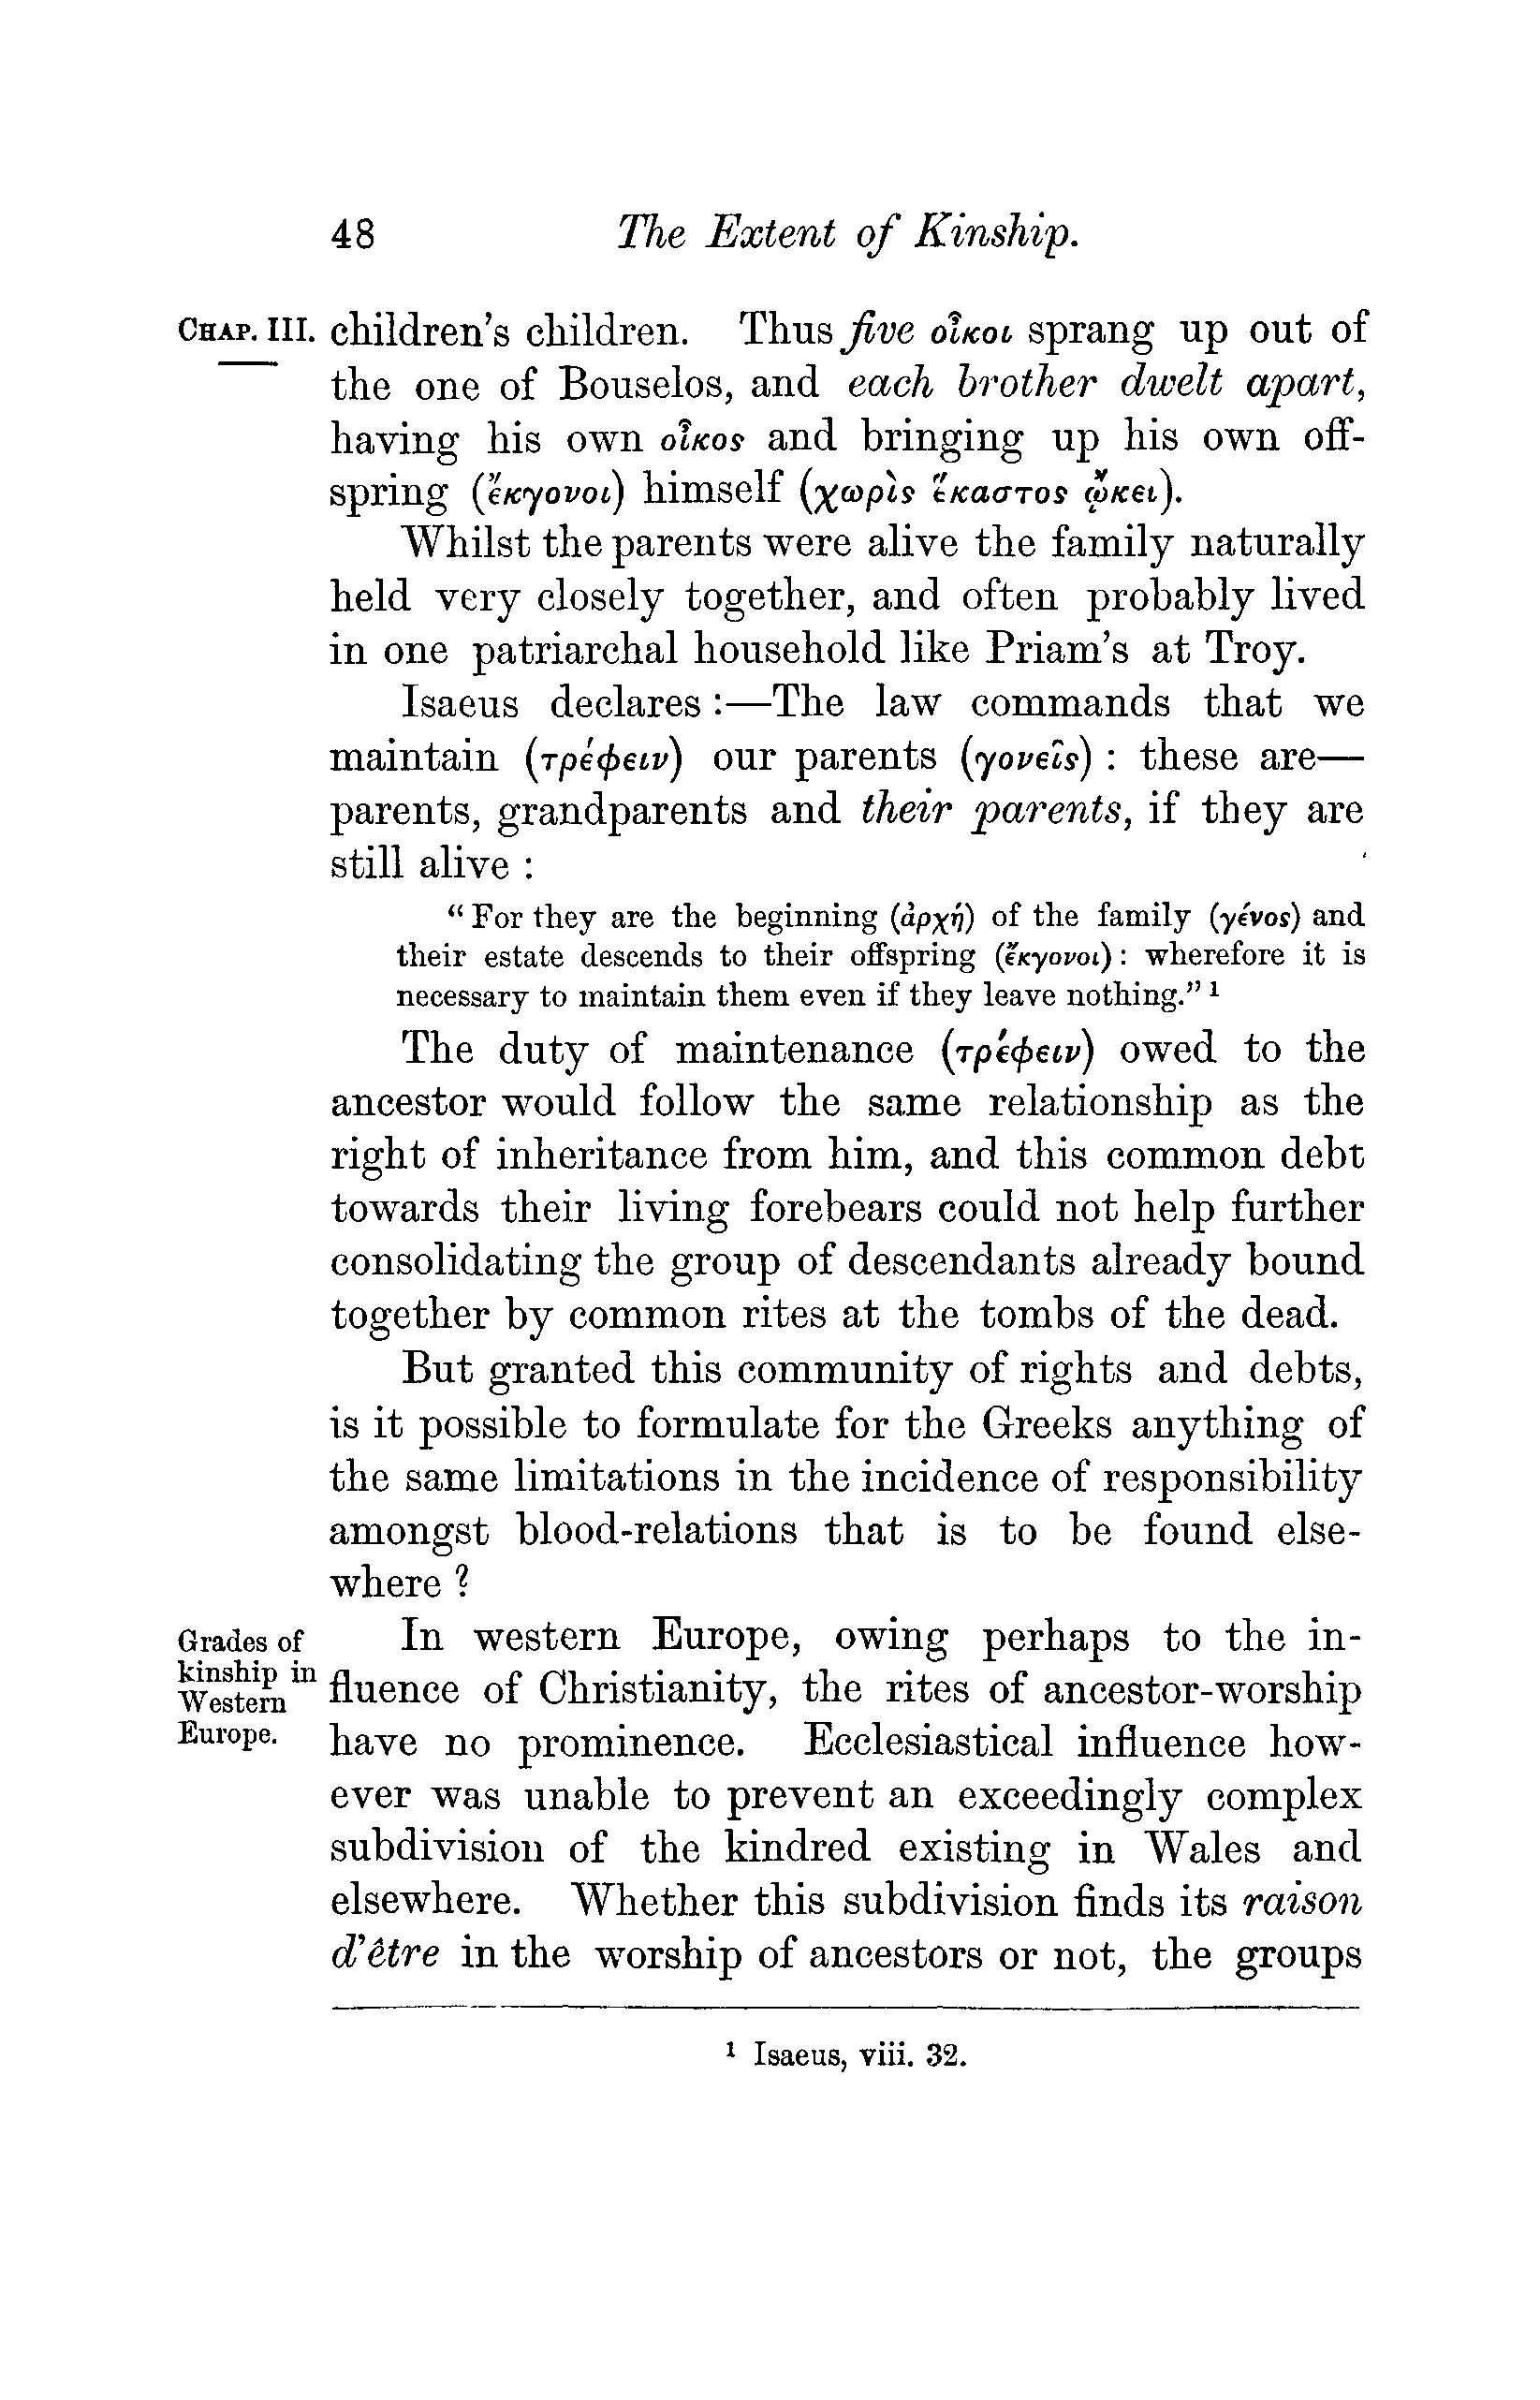 48 The Extent of Kinship.
CHAP. III. children's children. Thus five οἶκοι sprang up out of
the one of Bouselos, and each brother dwelt apart,
having his own οἶκος and bringing up his own off-
spring (ἔκγονοι) himself (χωρὶς ἕκαστος ᾤκει).
Whilst the parents were alive the family naturally
held very closely together, and often probably lived
in one patriarchal household like Priam's at Troy.
Isaeus declares :—The law commands that we
maintain (τρέφειν) our parents (γονεῖς) : these are—
parents, grandparents and their parents, if they are
still alive :
“ For they are the beginning (ἀρχή) of the family (γένος) and
their estate descends to their offspring (ἔκγονοι) : wherefore it is
necessary to maintain them even if they leave nothing.” ¹
The duty of maintenance (τρέφειν) owed to the
ancestor would follow the same relationship as the
right of inheritance from him, and this common debt
towards their living forebears could not help further
consolidating the group of descendants already bound
together by common rites at the tombs of the dead.
But granted this community of rights and debts,
is it possible to formulate for the Greeks anything of
the same limitations in the incidence of responsibility
amongst blood-relations that is to be found else-
where ?
Grades of
kinship in
Western
Europe.
In western Europe, owing perhaps to the in-
fluence of Christianity, the rites of ancestor-worship
have no prominence. Ecclesiastical influence how-
ever was unable to prevent an exceedingly complex
subdivision of the kindred existing in Wales and
elsewhere. Whether this subdivision finds its raison
d'être in the worship of ancestors or not, the groups
¹ Isaeus, viii. 32.